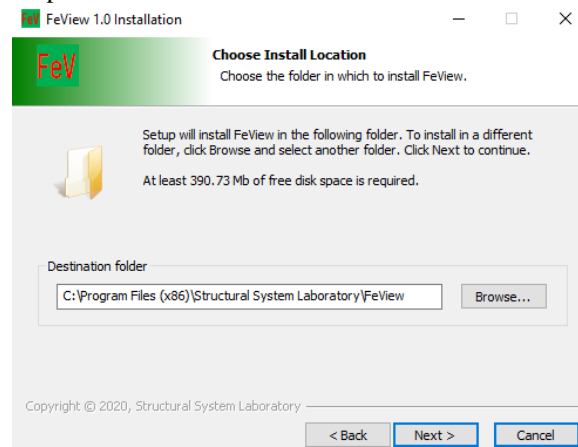 FeV FeView 1.0 Installation
FeV
Choose Install Location
Choose the folder in which to install FeView.
Setup will install FeView in the following folder. To install in a different
folder, click Browse and select another folder. Click Next to continue.
At least 390.73 Mb of free disk space is required.
Destination folder
C:\Program Files (x86)\Structural System Laboratory\FeView
Browse...
Copyright © 2020, Structural System Laboratory
< Back Next > Cancel